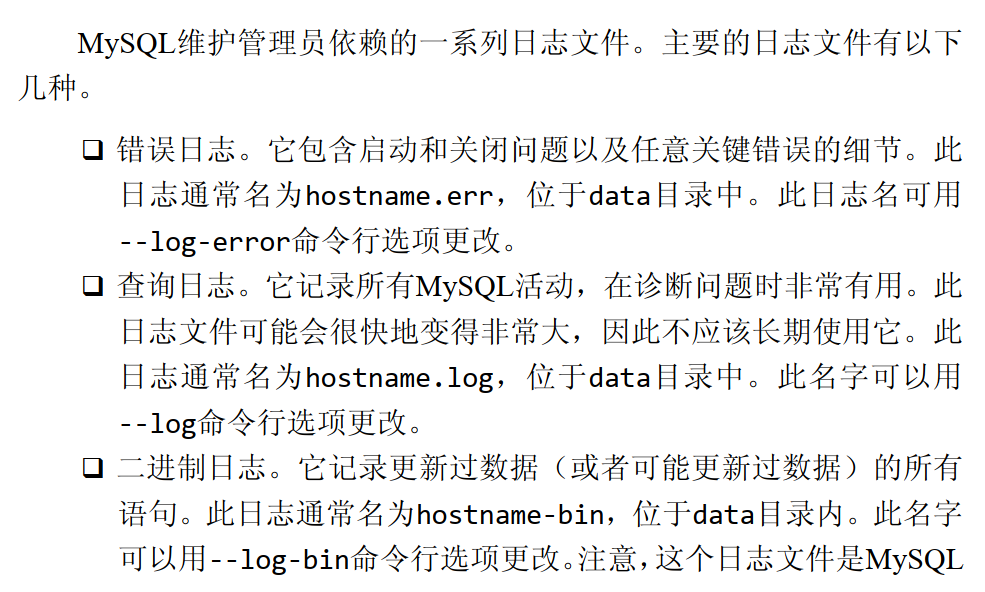 MySQL维护管理员依赖的一系列日志文件。主要的日志文件有以下
几种。
❑ 错误日志。它包含启动和关闭问题以及任意关键错误的细节。此
日志通常名为hostname.err，位于data目录中。此日志名可用
--log-error命令行选项更改。
❑ 查询日志。它记录所有MySQL活动，在诊断问题时非常有用。此
日志文件可能会很快地变得非常大，因此不应该长期使用它。此
日志通常名为hostname.log，位于data目录中。此名字可以用
--log命令行选项更改。
❑ 二进制日志。它记录更新过数据（或者可能更新过数据）的所有
语句。此日志通常名为hostname-bin，位于data目录内。此名字
可以用--log-bin命令行选项更改。注意，这个日志文件是MySQL